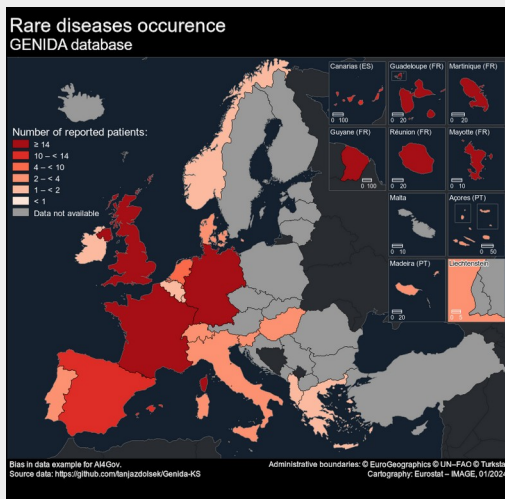 Rare diseases occurence
GENIDA database
Canarias (ES)
0 100
Guadeloupe (FR)
0 20
Martinique (FR)
0 20
Guyane (FR)
0 100
Réunion (FR)
0 20
Mayotte (FR)
0 10
Malta
0 10
Açores (PT)
0 50
Madeira (PT)
0 20
Liechtenstein
0 5
Number of reported patients:
≥ 14
10 – < 14
4 – < 10
2 – < 4
1 – < 2
< 1
Data not available
Bias in data example for AI4Gov.
Source data: https://github.com/tanjazdolsek/Genida-KS
Administrative boundaries: © EuroGeographics © UN–FAO © Turkstat
Cartography: Eurostat – IMAGE, 01/2024